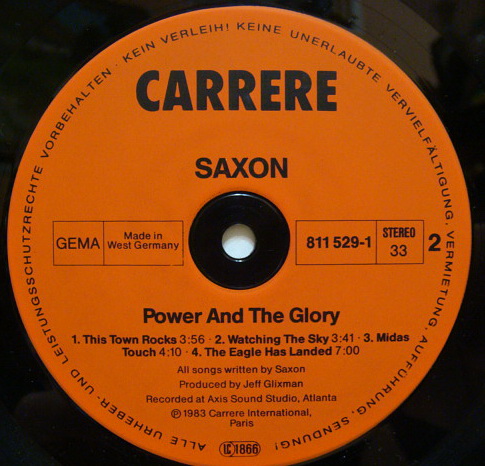 ALLE URHEBER- UND LEISTUNGSSCHUTZRECHTE VORBEHALTEN · KEIN VERLEIH! KEINE UNERLAUBTE VERVIELFÄLTIGUNG, VERMIETUNG, AUFFÜHRUNG, SENDUNG!
CARRERE
SAXON
GEMA
Made in
West Germany
811 529-1
STEREO
33
2
Power And The Glory
1. This Town Rocks 3:56 · 2. Watching The Sky 3:41 · 3. Midas
Touch 4:10 · 4. The Eagle Has Landed 7:00
All songs written by Saxon
Produced by Jeff Glixman
Recorded at Axis Sound Studio, Atlanta
℗ 1983 Carrere International,
Paris
LC 1866